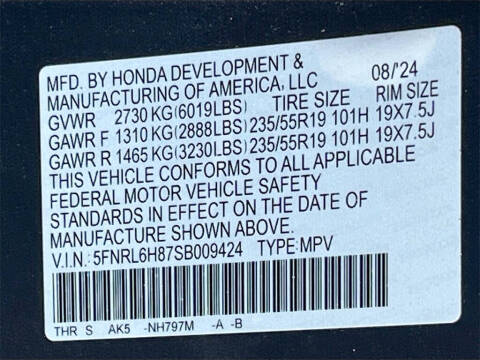 MFD. BY HONDA DEVELOPMENT &
MANUFACTURING OF AMERICA, LLC 08/'24
GVWR 2730 KG(6019LBS) TIRE SIZE RIM SIZE
GAWR F 1310 KG(2888LBS) 235/55R19 101H 19X7.5J
GAWR R 1465 KG(3230LBS) 235/55R19 101H 19X7.5J
THIS VEHICLE CONFORMS TO ALL APPLICABLE
FEDERAL MOTOR VEHICLE SAFETY
STANDARDS IN EFFECT ON THE DATE OF
MANUFACTURE SHOWN ABOVE.
V.I.N.: 5FNRL6H87SB009424 TYPE:MPV
THR S AK5 -NH797M -A -B